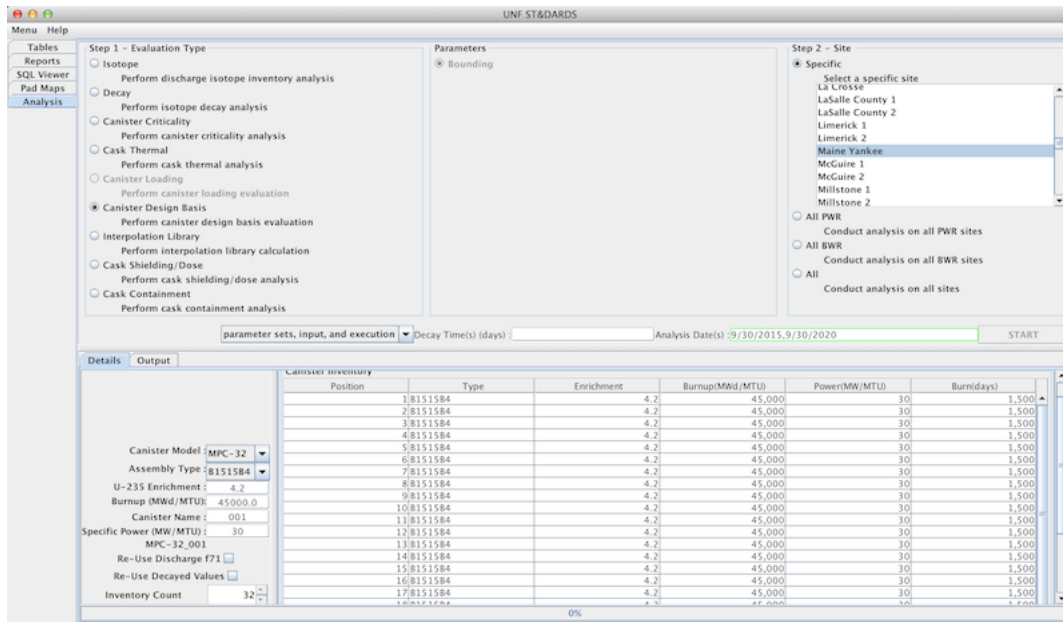 UNF ST&DARDS
Menu Help
Tables
Reports
SQL Viewer
Pad Maps
Analysis
Step 1 - Evaluation Type
Isotope
Perform discharge isotope inventory analysis
Decay
Perform isotope decay analysis
Canister Criticality
Perform canister criticality analysis
Cask Thermal
Perform cask thermal analysis
Canister Loading
Perform canister loading evaluation
Canister Design Basis
Perform canister design basis evaluation
Interpolation Library
Perform interpolation library calculation
Cask Shielding/Dose
Perform cask shielding/dose analysis
Cask Containment
Perform cask containment analysis
Parameters
Bounding
Step 2 - Site
Specific
Select a specific site
La Crosse
LaSalle County 1
LaSalle County 2
Limerick 1
Limerick 2
Maine Yankee
McGuire 1
McGuire 2
Millstone 1
Millstone 2
All PWR
Conduct analysis on all PWR sites
All BWR
Conduct analysis on all BWR sites
All
Conduct analysis on all sites
parameter sets, input, and execution Decay Time(s) (days) : Analysis Date(s) : 9/30/2015,9/30/2020 START
Details Output
Canister Model : MPC-32
Assembly Type : B1515B4
U-235 Enrichment : 4.2
Burnup (MWd/MTU): 45000.0
Canister Name : 001
Specific Power (MW/MTU) : 30
MPC-32_001
Re-Use Discharge f71
Re-Use Decayed Values
Inventory Count 32
Canister Inventory
Position Type Enrichment Burnup(MWd/MTU) Power(MW/MTU) Burn(days)
1 B1515B4 4.2 45,000 30 1,500
2 B1515B4 4.2 45,000 30 1,500
3 B1515B4 4.2 45,000 30 1,500
4 B1515B4 4.2 45,000 30 1,500
5 B1515B4 4.2 45,000 30 1,500
6 B1515B4 4.2 45,000 30 1,500
7 B1515B4 4.2 45,000 30 1,500
8 B1515B4 4.2 45,000 30 1,500
9 B1515B4 4.2 45,000 30 1,500
10 B1515B4 4.2 45,000 30 1,500
11 B1515B4 4.2 45,000 30 1,500
12 B1515B4 4.2 45,000 30 1,500
13 B1515B4 4.2 45,000 30 1,500
14 B1515B4 4.2 45,000 30 1,500
15 B1515B4 4.2 45,000 30 1,500
16 B1515B4 4.2 45,000 30 1,500
17 B1515B4 4.2 45,000 30 1,500
18 B1515B4 4.2 45,000 30 1,500
0%